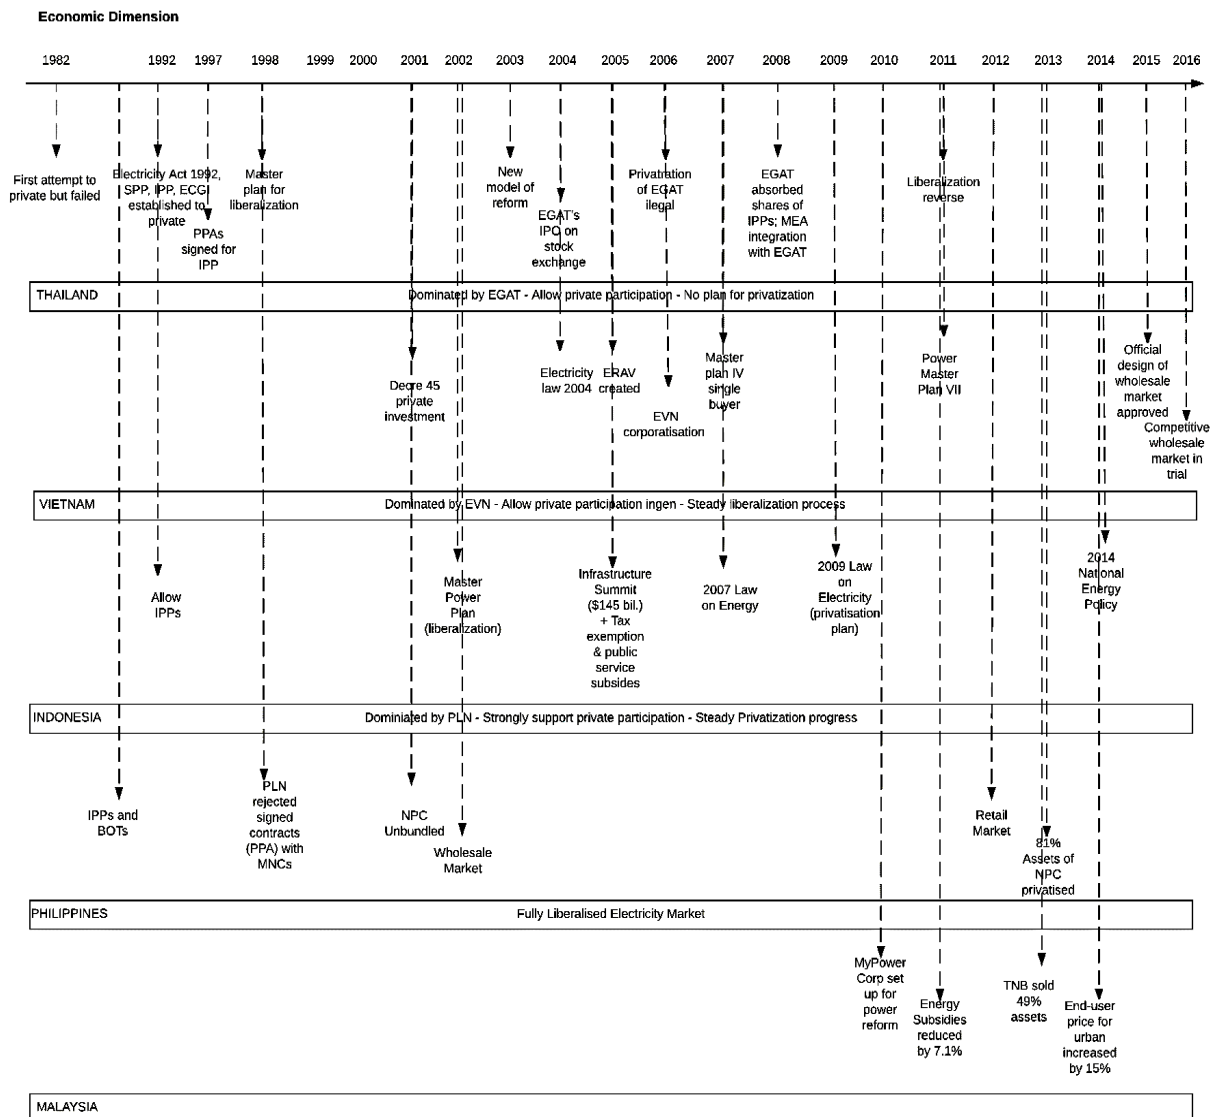 Economic Dimension
1982 1992 1997 1998 1999 2000 2001 2002 2003 2004 2005 2006 2007 2008 2009 2010 2011 2012 2013 2014 2015 2016
First attempt to
private but failed
Electricity Act 1992,
SPP, IPP, ECG
established to
private
PPAs
signed for
IPP
Master
plan for
liberalization
New
model of
reform
EGAT's
IPO on
stock
exchange
Privatration
of EGAT
ilegal
EGAT
absorbed
shares of
IPPs; MEA
integration
with EGAT
Liberalization
reverse
THAILAND Dominated by EGAT - Allow private participation - No plan for privatization
Decre 45
private
investment
Electricity
law 2004
ERAV
created
EVN
corporatisation
Master
plan IV
single
buyer
Power
Master
Plan VII
Official
design of
wholesale
market
approved
Competitive
wholesale
market in
trial
VIETNAM Dominated by EVN - Allow private participation ingen - Steady liberalization process
Allow
IPPs
Master
Power
Plan
(liberalization)
Infrastructure
Summit
($145 bil.)
+ Tax
exemption
& public
service
subsides
2007 Law
on Energy
2009 Law
on
Electricity
(privatisation
plan)
2014
National
Energy
Policy
INDONESIA Dominiated by PLN - Strongly support private participation - Steady Privatization progress
IPPs and
BOTs
PLN
rejected
signed
contracts
(PPA) with
MNCs
NPC
Unbundled
Wholesale
Market
Retail
Market
81%
Assets of
NPC
privatised
PHILIPPINES Fully Liberalised Electricity Market
MyPower
Corp set
up for
power
reform
Energy
Subsidies
reduced
by 7.1%
TNB sold
49%
assets
End-user
price for
urban
increased
by 15%
MALAYSIA